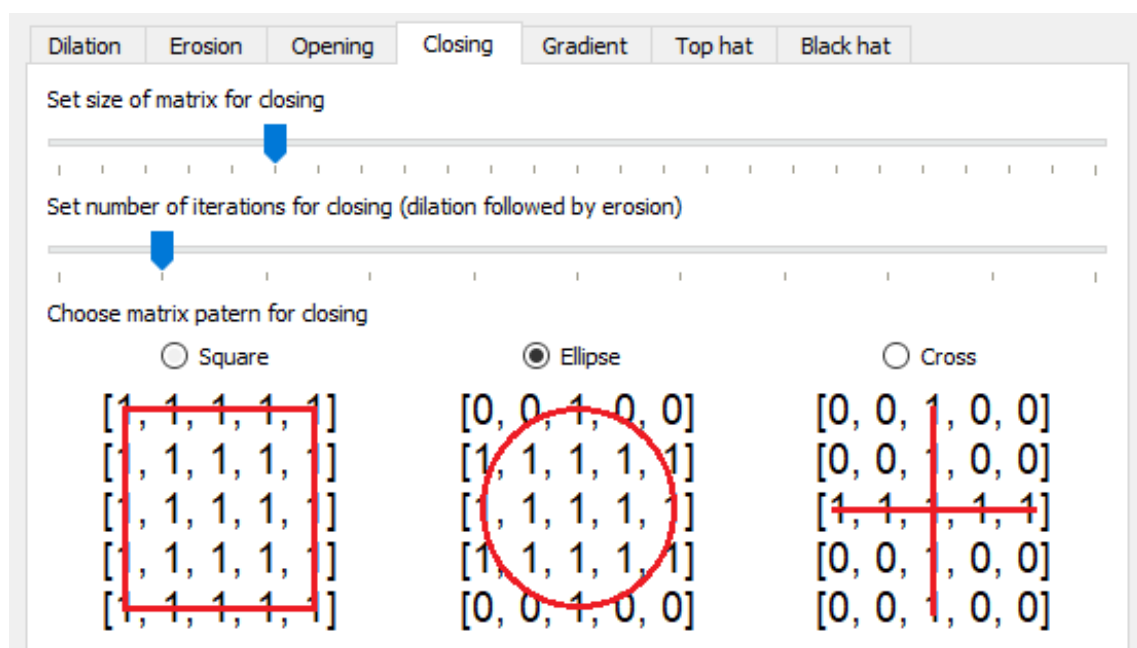 Dilation Erosion Opening Closing Gradient Top hat Black hat
Set size of matrix for closing
Set number of iterations for closing (dilation followed by erosion)
Choose matrix patern for closing
Square Ellipse Cross
[1, 1, 1, 1, 1] [0, 0, 1, 0, 0] [0, 0, 1, 0, 0]
[1, 1, 1, 1, 1] [1, 1, 1, 1, 1] [0, 0, 1, 0, 0]
[1, 1, 1, 1, 1] [1, 1, 1, 1, 1] [1, 1, 1, 1, 1]
[1, 1, 1, 1, 1] [1, 1, 1, 1, 1] [0, 0, 1, 0, 0]
[1, 1, 1, 1, 1] [0, 0, 1, 0, 0] [0, 0, 1, 0, 0]